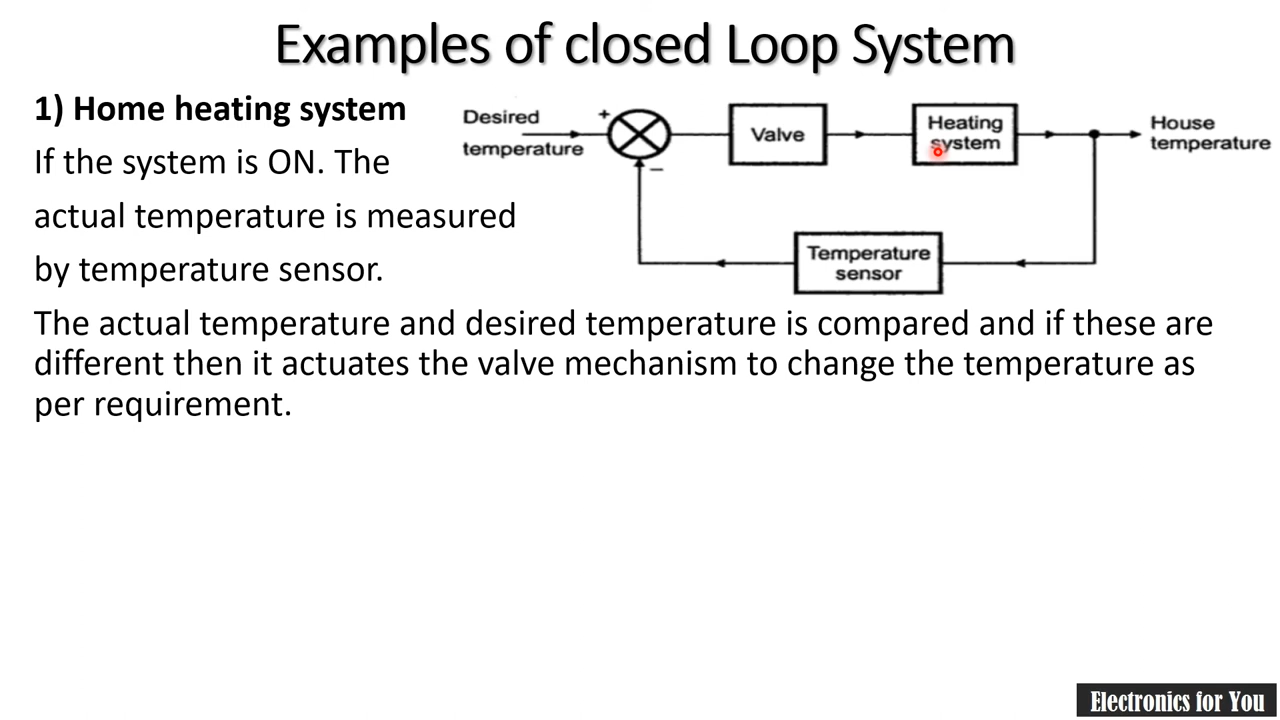 Examples of closed Loop System
1) Home heating system
If the system is ON. The
actual temperature is measured
by temperature sensor.
Desired
temperature
+
−
Valve
Heating
system
House
temperature
Temperature
sensor
The actual temperature and desired temperature is compared and if these are
different then it actuates the valve mechanism to change the temperature as
per requirement.
Electronics for You